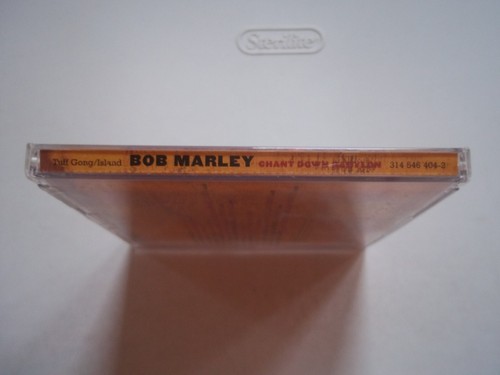 Sterilite
Tuff Gong/Island BOB MARLEY CHANT DOWN BABYLON 314 546 404-2